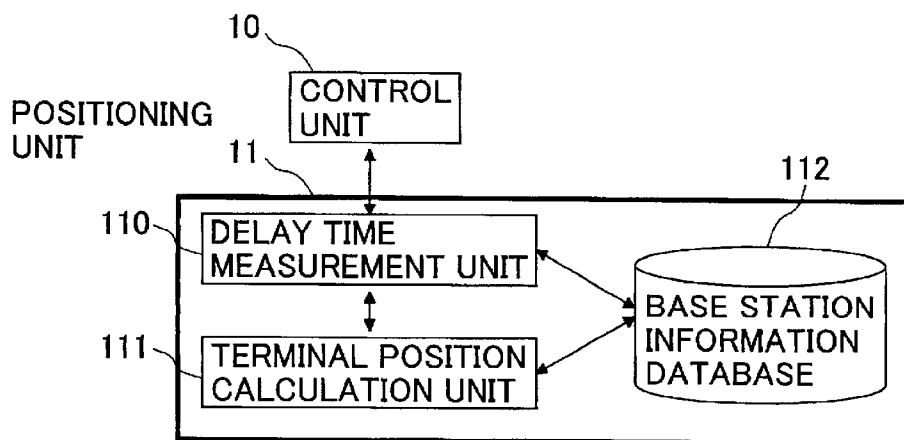 10
CONTROL
UNIT
POSITIONING
UNIT
11
112
110
DELAY TIME
MEASUREMENT UNIT
BASE STATION
INFORMATION
DATABASE
111
TERMINAL POSITION
CALCULATION UNIT